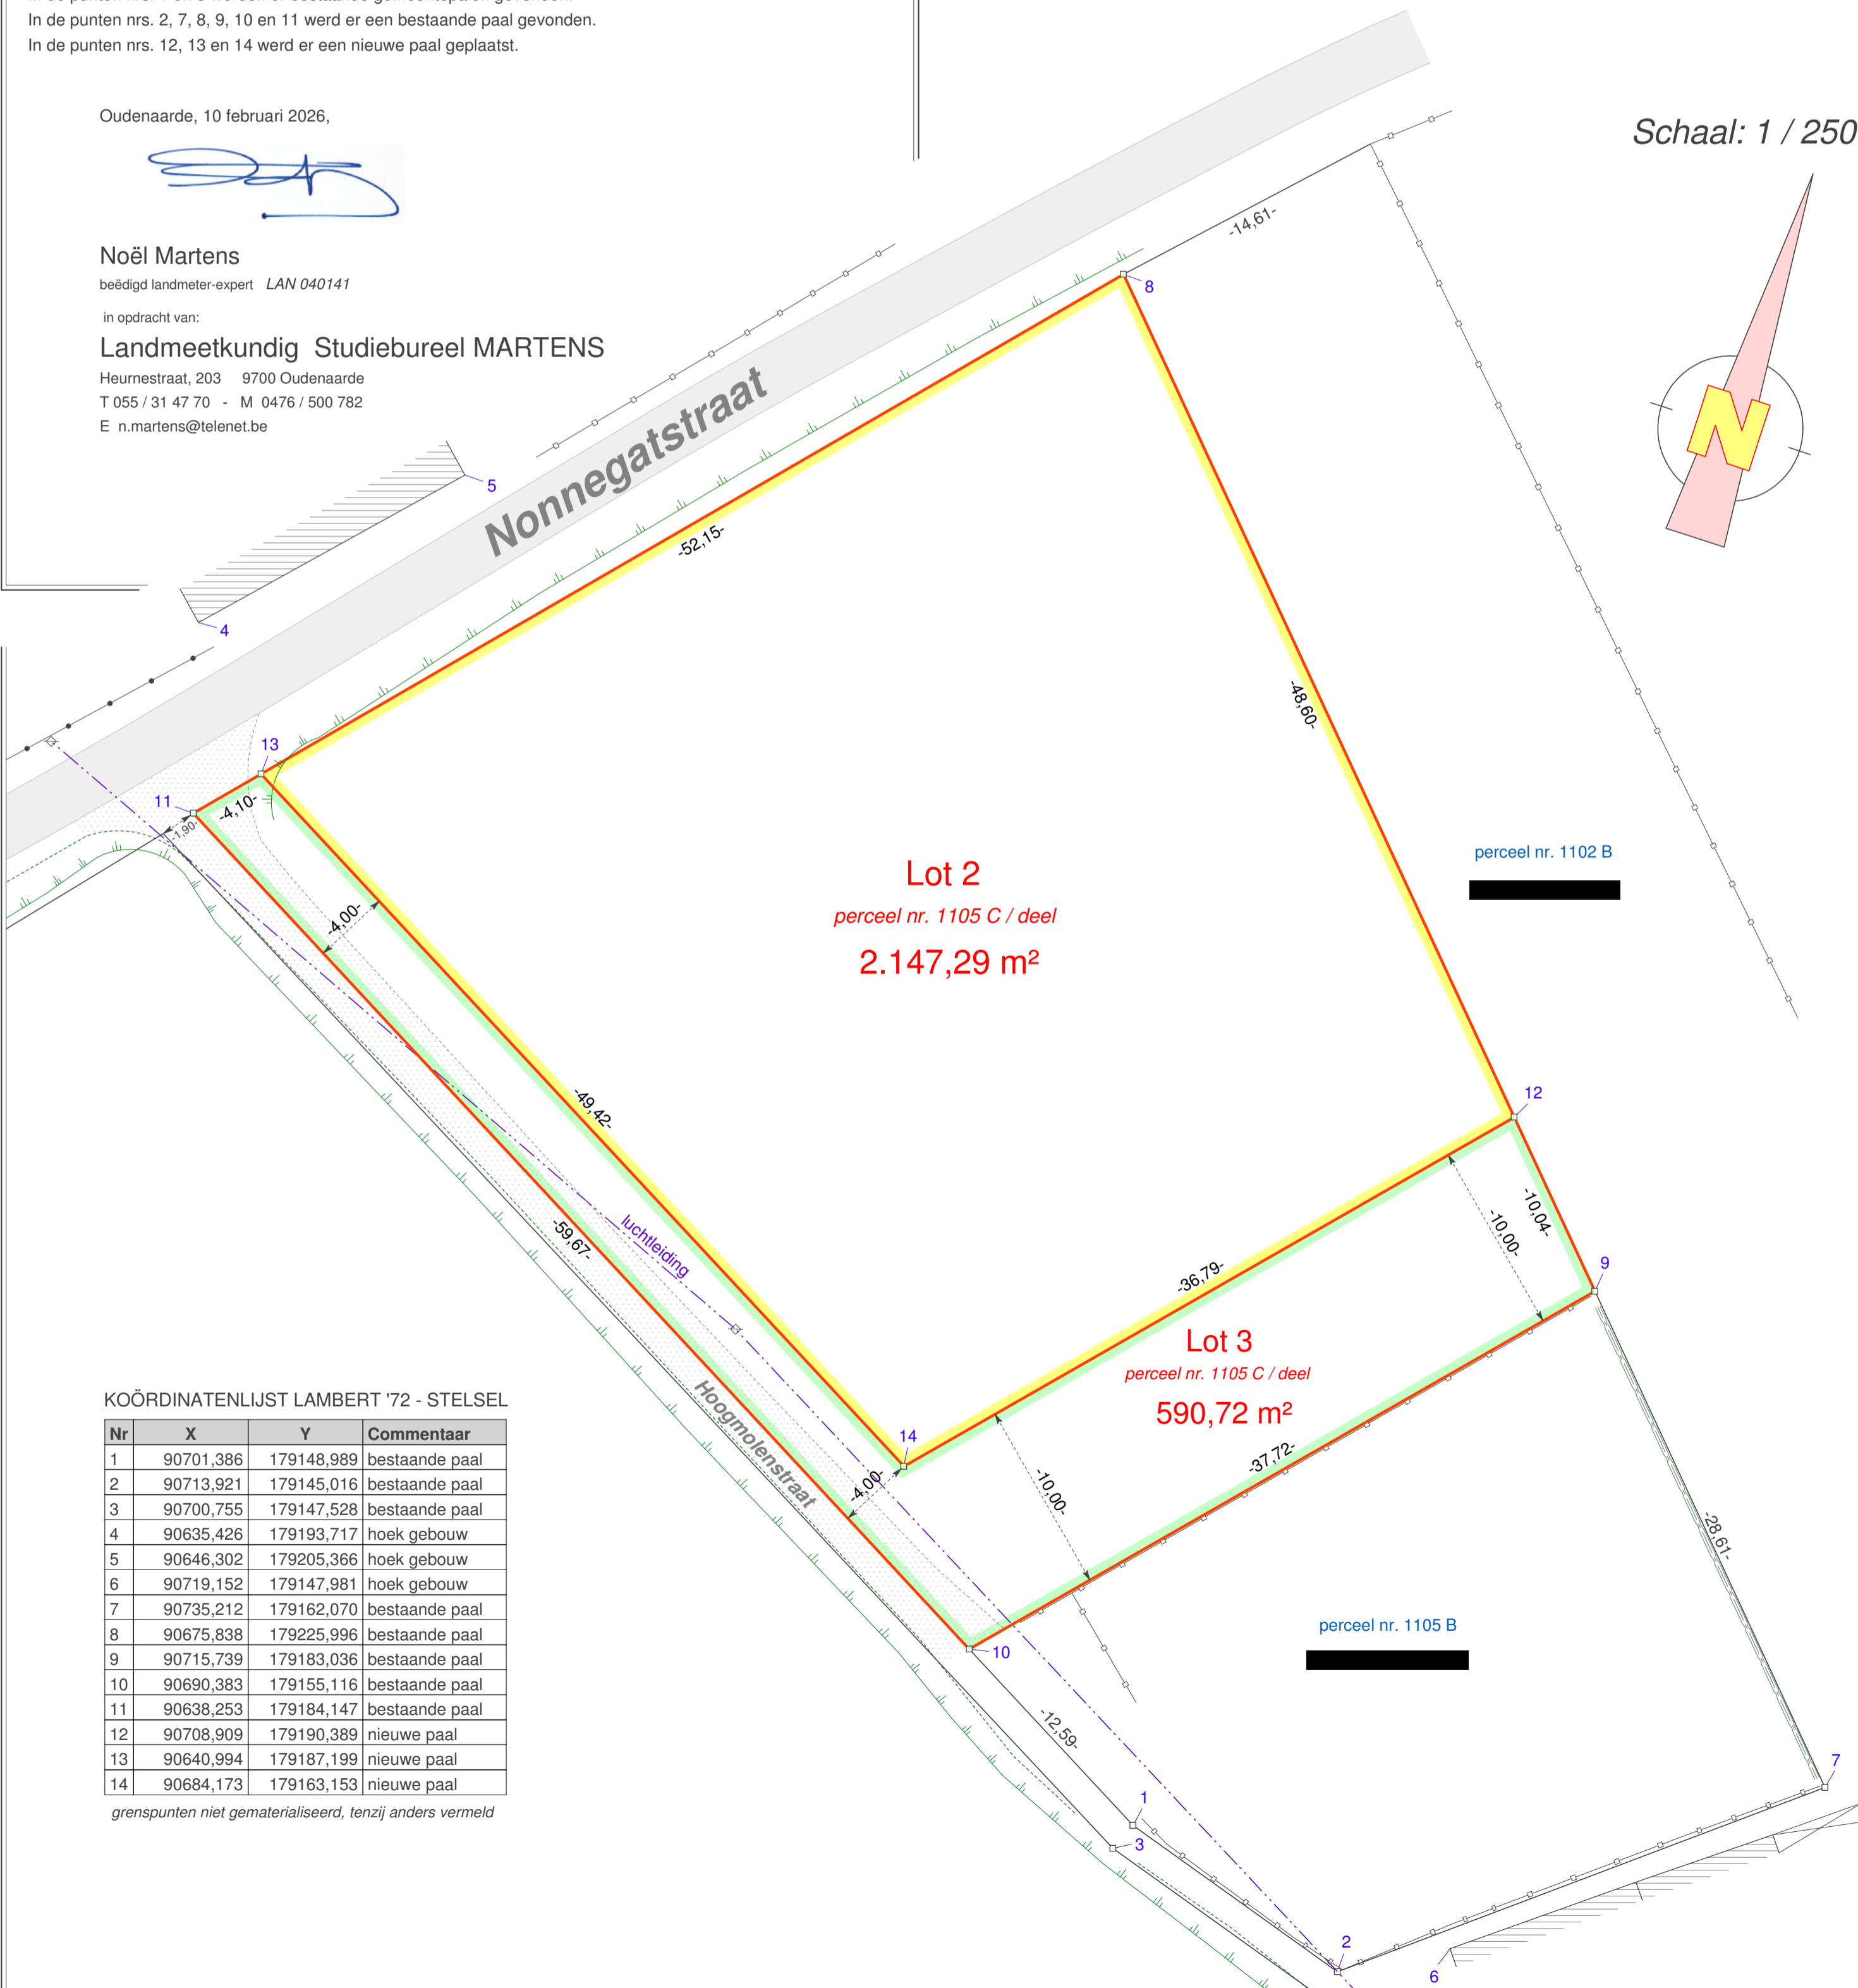 In de punten nrs. 2, 7, 8, 9, 10 en 11 werd er een bestaande paal gevonden.
In de punten nrs. 12, 13 en 14 werd er een nieuwe paal geplaatst.
Oudenaarde, 10 februari 2026,
Noël Martens
beëdigd landmeter-expert LAN 040141
in opdracht van:
Landmeetkundig Studiebureel MARTENS
Heurnestraat, 203 9700 Oudenaarde
T 055 / 31 47 70 - M 0476 / 500 782
E n.martens@telenet.be
Schaal: 1 / 250
N
Nonnegatstraat
-14,61-
8
5
4
-52,15-
-48,60-
13
11
-4,10-
-1,90-
-4,00-
Lot 2
perceel nr. 1105 C / deel
2.147,29 m²
perceel nr. 1102 B
12
-49,42-
-59,67-
luchtleiding
-36,79-
-10,04-
-10,00-
9
Lot 3
perceel nr. 1105 C / deel
590,72 m²
Hoogmolenstraat
14
-4,00-
-10,00-
-37,72-
-28,61-
10
perceel nr. 1105 B
-12,59-
1
3
7
2
6
KOÖRDINATENLIJST LAMBERT '72 - STELSEL
Nr X Y Commentaar
1 90701,386 179148,989 bestaande paal
2 90713,921 179145,016 bestaande paal
3 90700,755 179147,528 bestaande paal
4 90635,426 179193,717 hoek gebouw
5 90646,302 179205,366 hoek gebouw
6 90719,152 179147,981 hoek gebouw
7 90735,212 179162,070 bestaande paal
8 90675,838 179225,996 bestaande paal
9 90715,739 179183,036 bestaande paal
10 90690,383 179155,116 bestaande paal
11 90638,253 179184,147 bestaande paal
12 90708,909 179190,389 nieuwe paal
13 90640,994 179187,199 nieuwe paal
14 90684,173 179163,153 nieuwe paal
grenspunten niet gematerialiseerd, tenzij anders vermeld